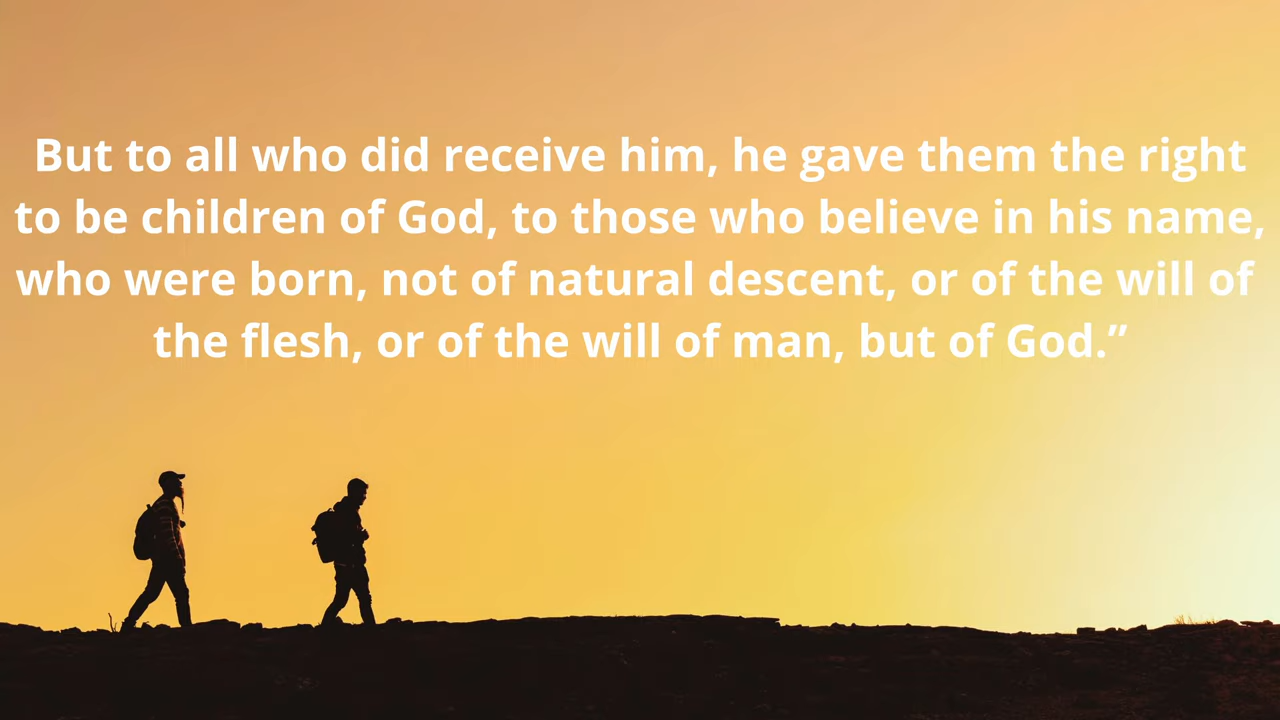 But to all who did receive him, he gave them the right
to be children of God, to those who believe in his name,
who were born, not of natural descent, or of the will of
the flesh, or of the will of man, but of God.”